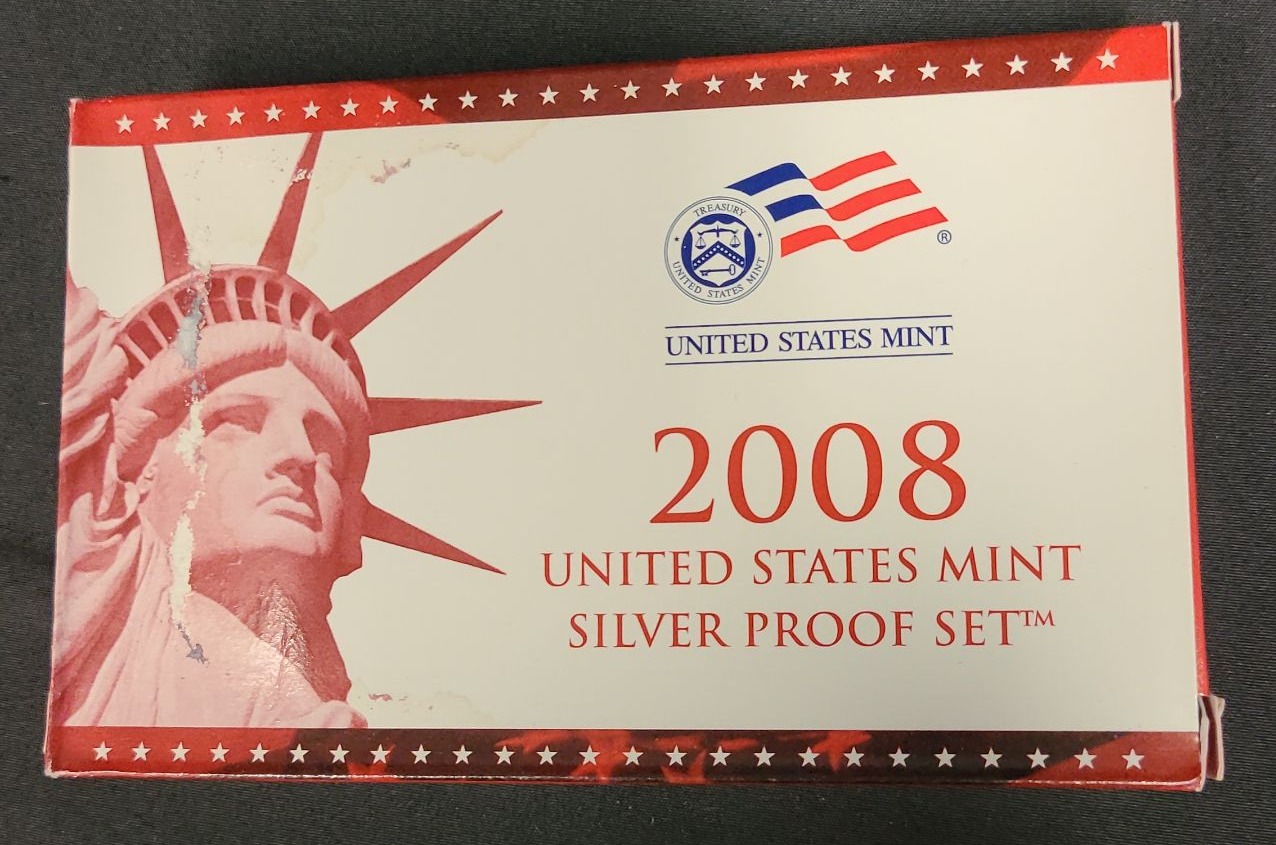 TREASURY
UNITED STATES MINT
®
UNITED STATES MINT
2008
UNITED STATES MINT
SILVER PROOF SET™